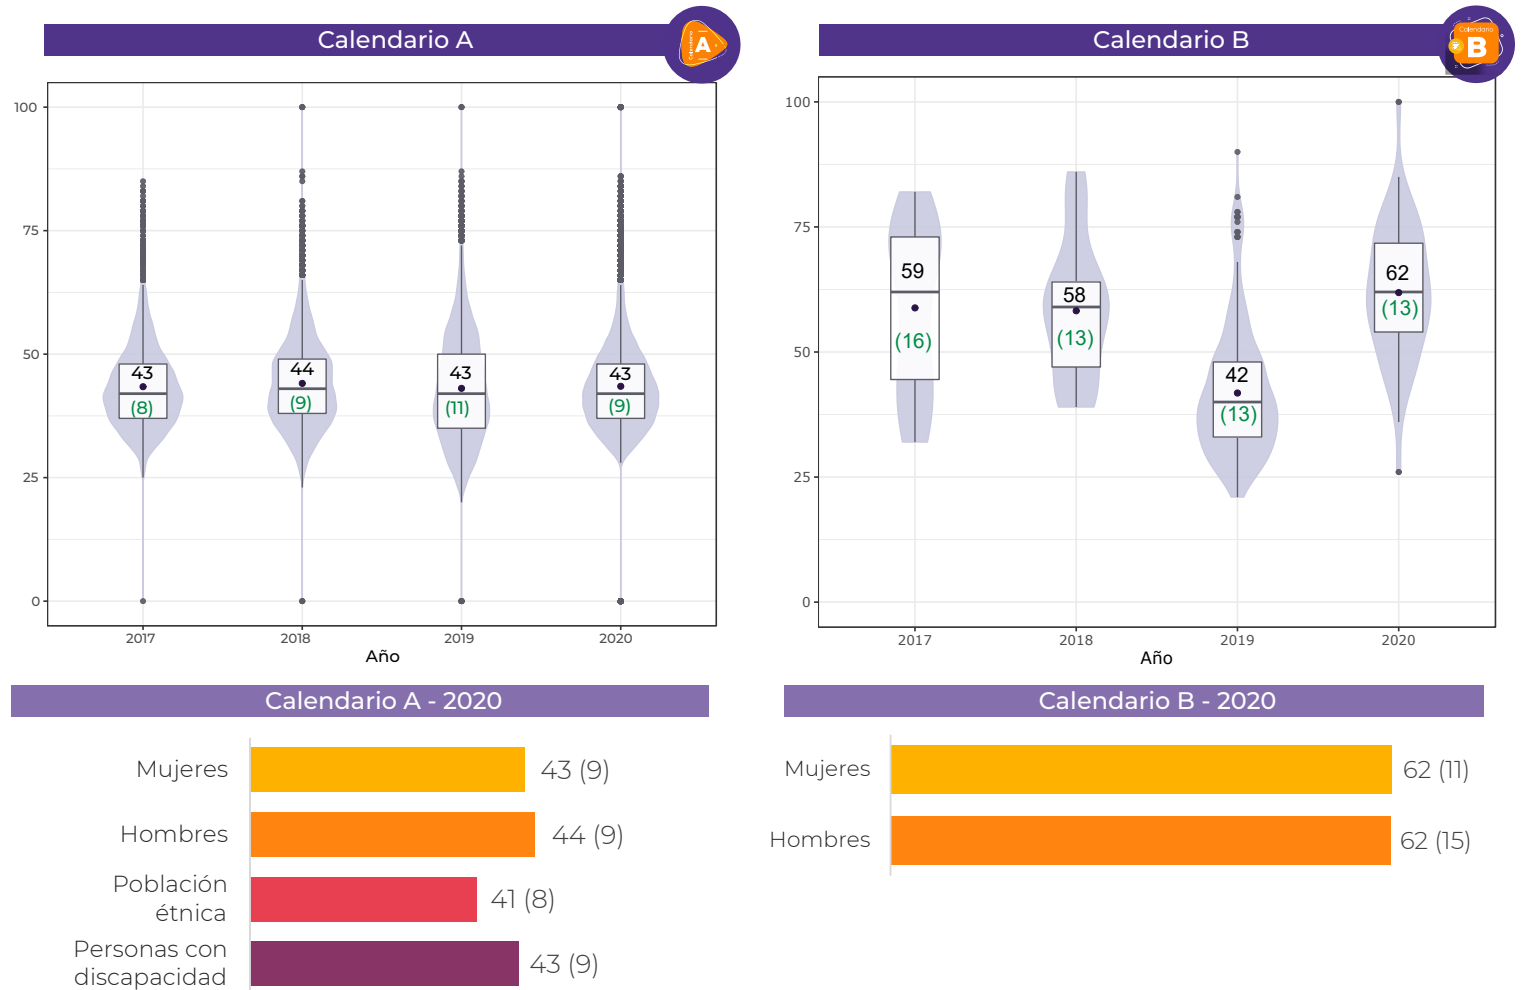 Calendario A
Calendario
A
100
75
50
25
0
43
(8)
44
(9)
43
(11)
43
(9)
2017
2018
2019
2020
Año
Calendario B
Calendario
B
100
75
50
25
0
59
(16)
58
(13)
42
(13)
62
(13)
2017
2018
2019
2020
Año
Calendario A - 2020
Mujeres
43 (9)
Hombres
44 (9)
Población
étnica
41 (8)
Personas con
discapacidad
43 (9)
Calendario B - 2020
Mujeres
62 (11)
Hombres
62 (15)